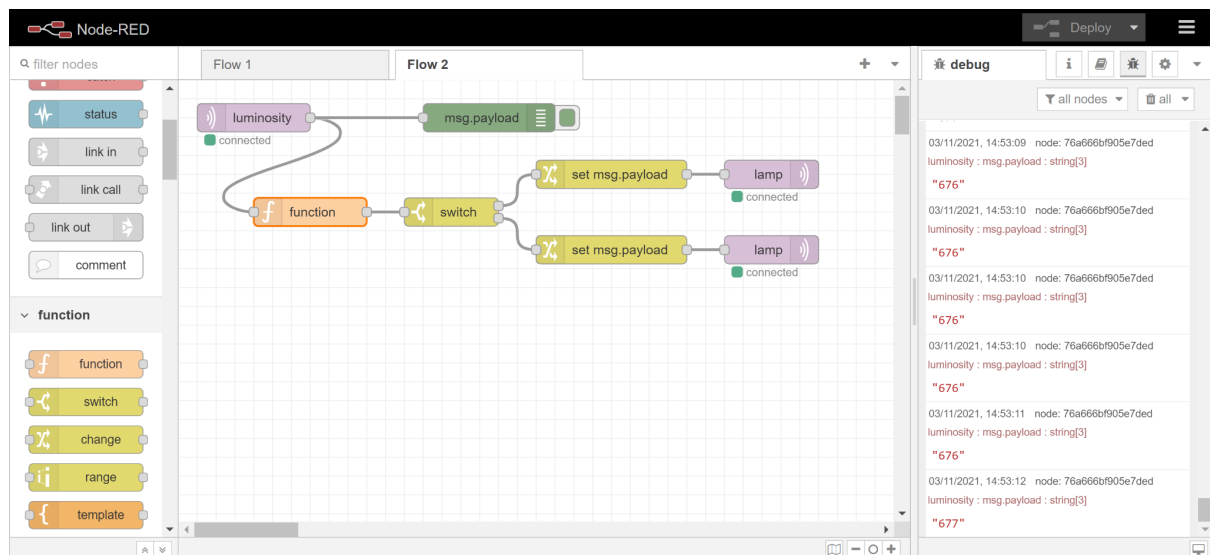 Node-RED
Deploy
filter nodes
status
link in
link call
link out
comment
function
function
switch
change
range
template
Flow 1
Flow 2
luminosity
connected
msg.payload
function
switch
set msg.payload
lamp
connected
set msg.payload
lamp
connected
debug
i
all nodes
all
03/11/2021, 14:53:09 node: 76a666bf905e7ded
luminosity : msg.payload : string[3]
"676"
03/11/2021, 14:53:10 node: 76a666bf905e7ded
luminosity : msg.payload : string[3]
"676"
03/11/2021, 14:53:10 node: 76a666bf905e7ded
luminosity : msg.payload : string[3]
"676"
03/11/2021, 14:53:10 node: 76a666bf905e7ded
luminosity : msg.payload : string[3]
"676"
03/11/2021, 14:53:11 node: 76a666bf905e7ded
luminosity : msg.payload : string[3]
"676"
03/11/2021, 14:53:12 node: 76a666bf905e7ded
luminosity : msg.payload : string[3]
"677"